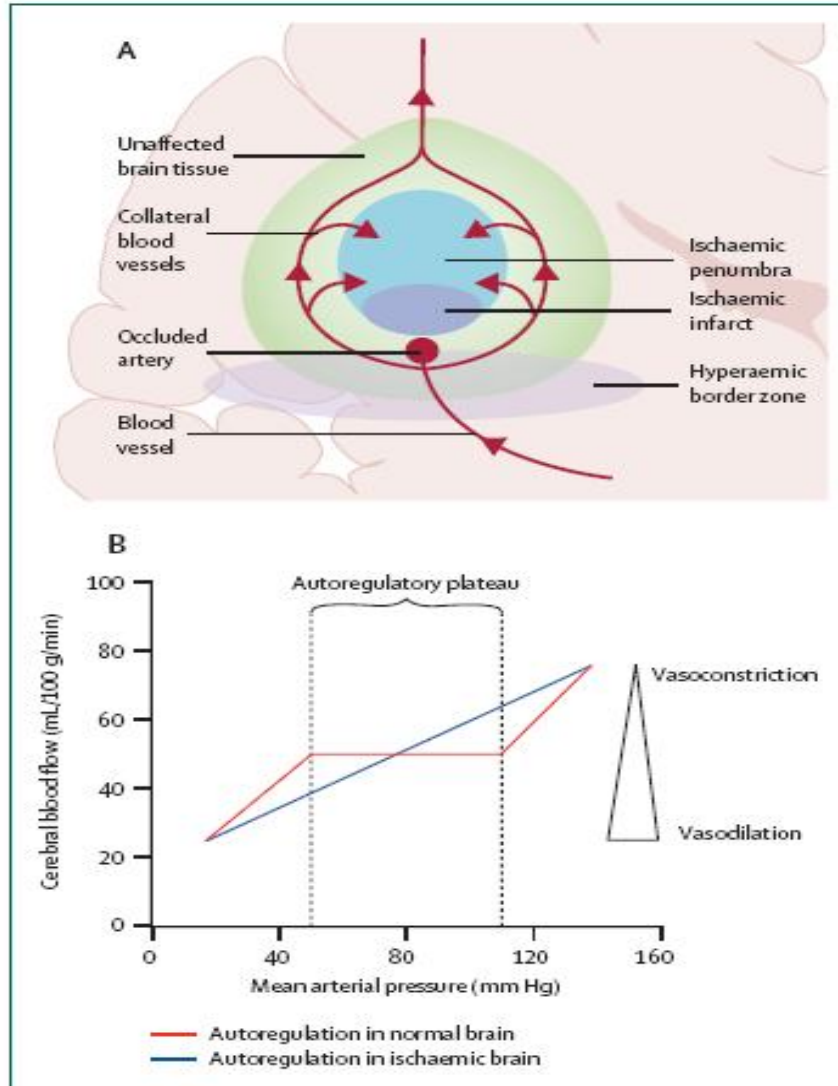 A
Unaffected
brain tissue
Collateral
blood
vessels
Occluded
artery
Blood
vessel
Ischaemic
penumbra
Ischaemic
infarct
Hyperaemic
border zone
B
Autoregulatory plateau
Cerebral blood flow (mL/100 g/min)
100
80
60
40
20
0
Vasoconstriction
Vasodilation
0
40
80
120
160
Mean arterial pressure (mm Hg)
Autoregulation in normal brain
Autoregulation in ischaemic brain